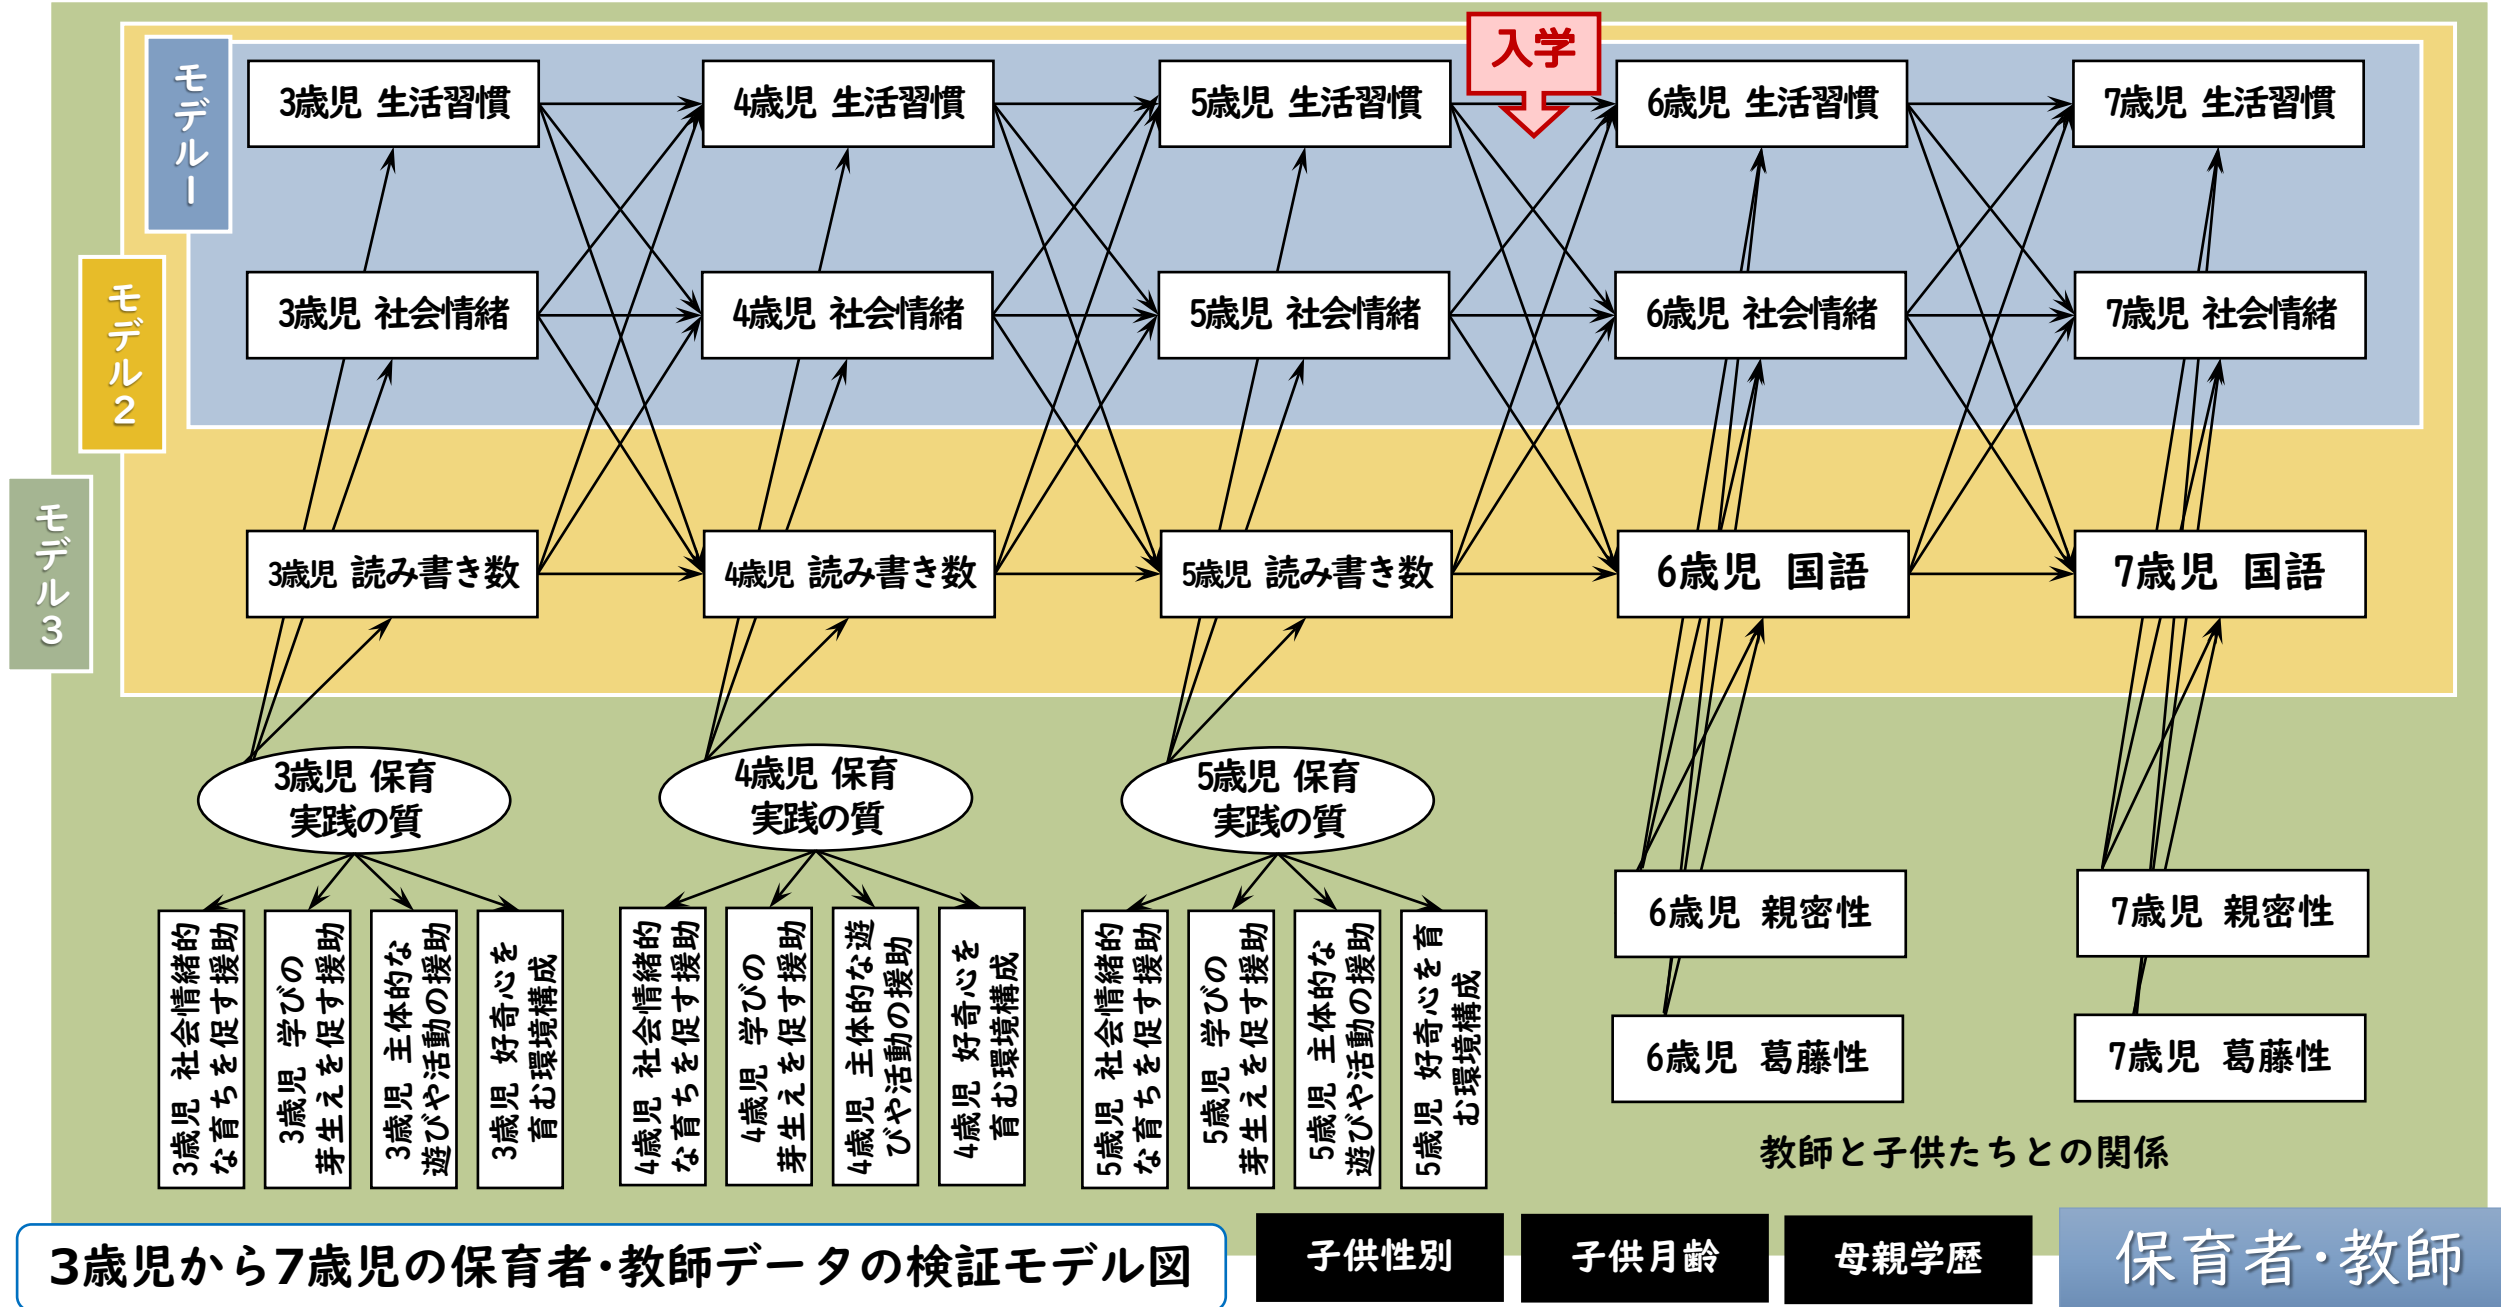 入学
モデル1
3歳児 生活習慣
4歳児 生活習慣
5歳児 生活習慣
6歳児 生活習慣
7歳児 生活習慣
モデル2
3歳児 社会情緒
4歳児 社会情緒
5歳児 社会情緒
6歳児 社会情緒
7歳児 社会情緒
モデル3
3歳児 読み書き数
4歳児 読み書き数
5歳児 読み書き数
6歳児 国語
7歳児 国語
3歳児 保育
実践の質
4歳児 保育
実践の質
5歳児 保育
実践の質
3歳児 社会情緒的
な育ちを促す援助
3歳児 学びの
芽生えを促す援助
3歳児 主体的な
遊びや活動の援助
3歳児 好奇心を
育む環境構成
4歳児 社会情緒的
な育ちを促す援助
4歳児 学びの
芽生えを促す援助
4歳児 主体的な遊
びや活動の援助
4歳児 好奇心を
育む環境構成
5歳児 社会情緒的
な育ちを促す援助
5歳児 学びの
芽生えを促す援助
5歳児 主体的な
遊びや活動の援助
5歳児 好奇心を育
む環境構成
6歳児 親密性
7歳児 親密性
6歳児 葛藤性
7歳児 葛藤性
教師と子供たちとの関係
3歳児から7歳児の保育者・教師データの検証モデル図
子供性別
子供月齢
母親学歴
保育者・教師